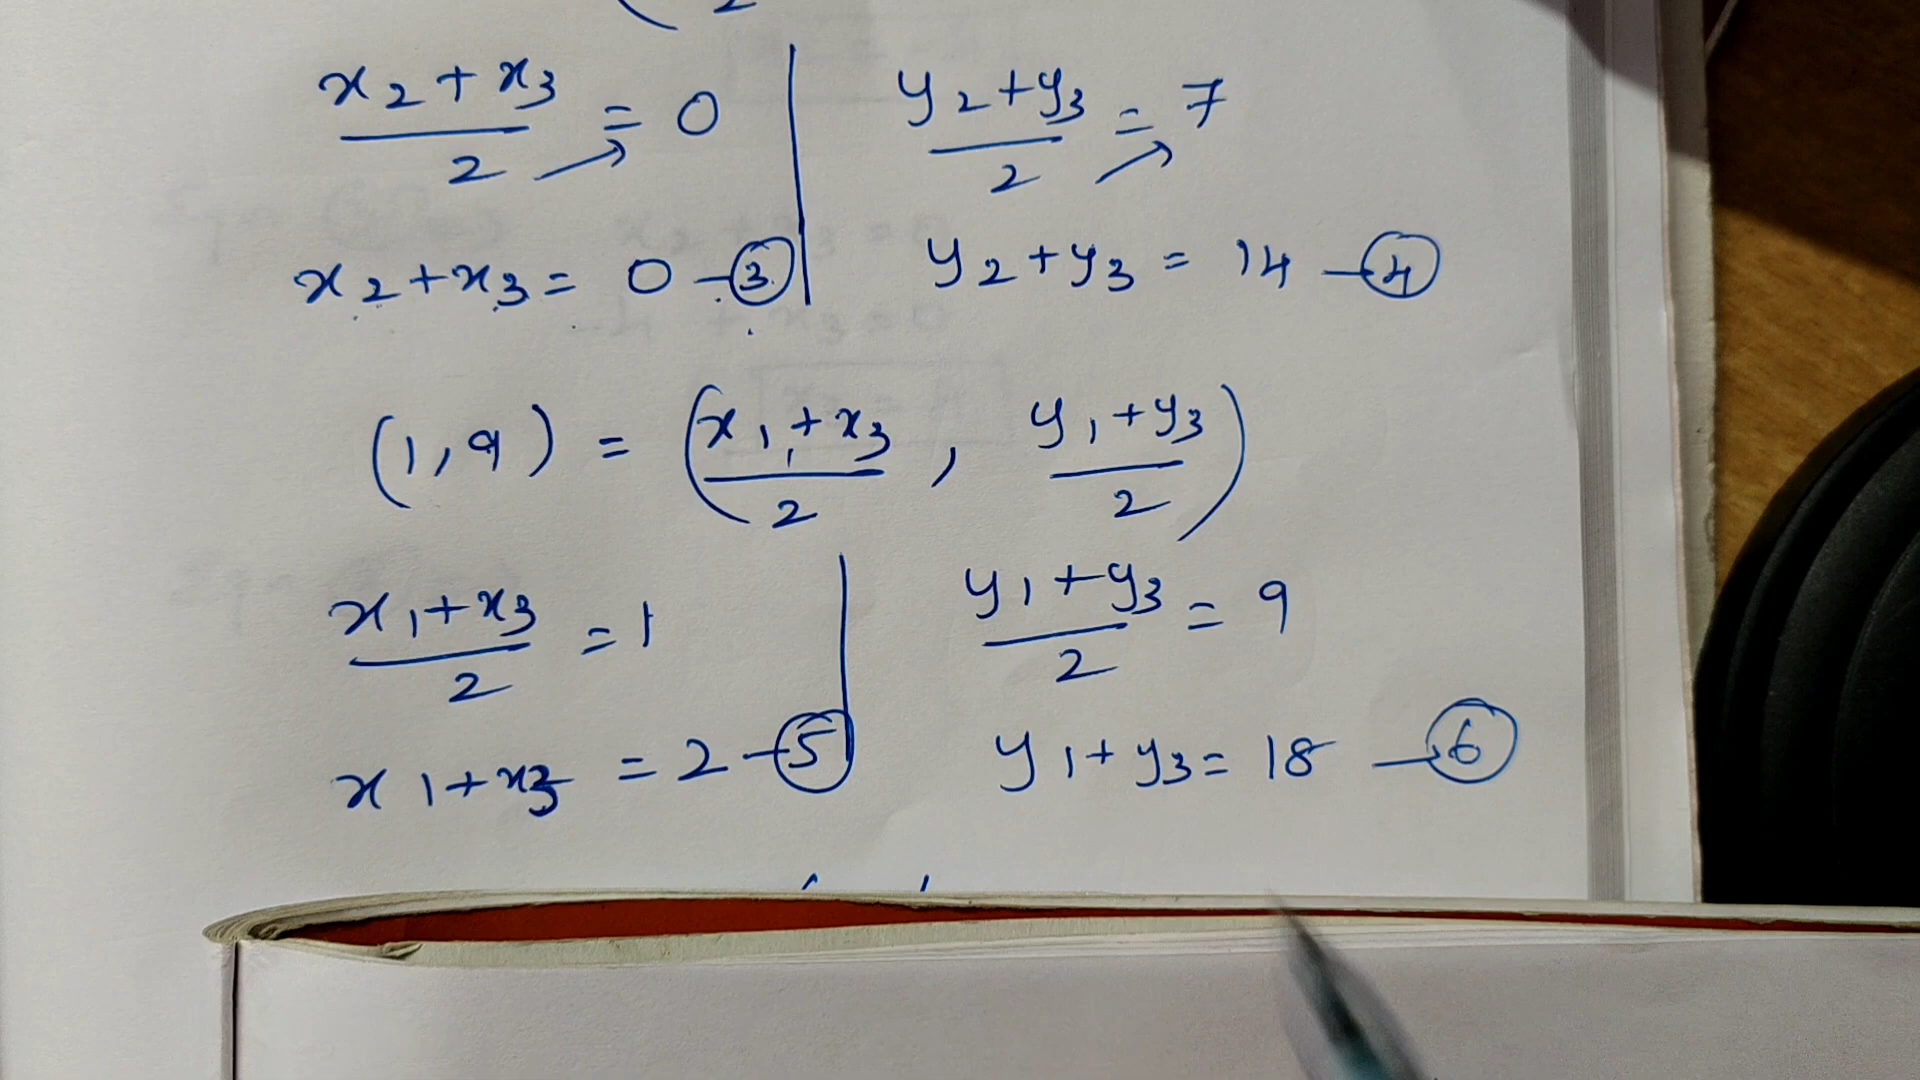 2
x2 + x3 / 2 = 0 | y2 + y3 / 2 = 7
x2 + x3 = 0 — ③ | y2 + y3 = 14 — ④
(1, 9) = (x1 + x3 / 2 , y1 + y3 / 2)
x1 + x3 / 2 = 1 | y1 + y3 / 2 = 9
x1 + x3 = 2 — ⑤ | y1 + y3 = 18 — ⑥